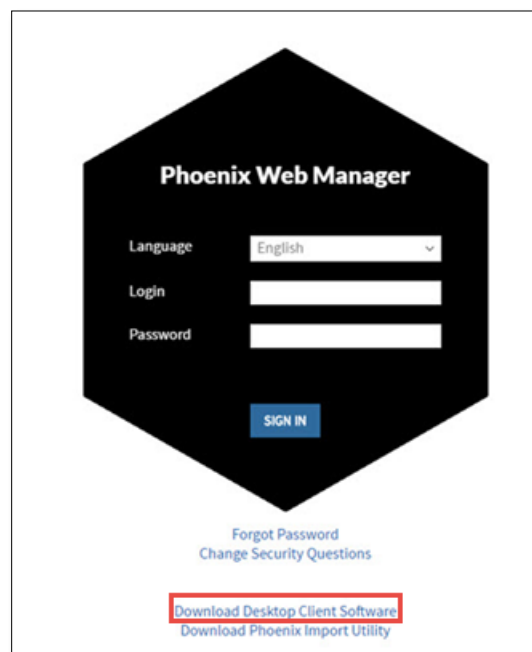 Phoenix Web Manager
Language
English
Login
Password
SIGN IN
Forgot Password
Change Security Questions
Download Desktop Client Software
Download Phoenix Import Utility